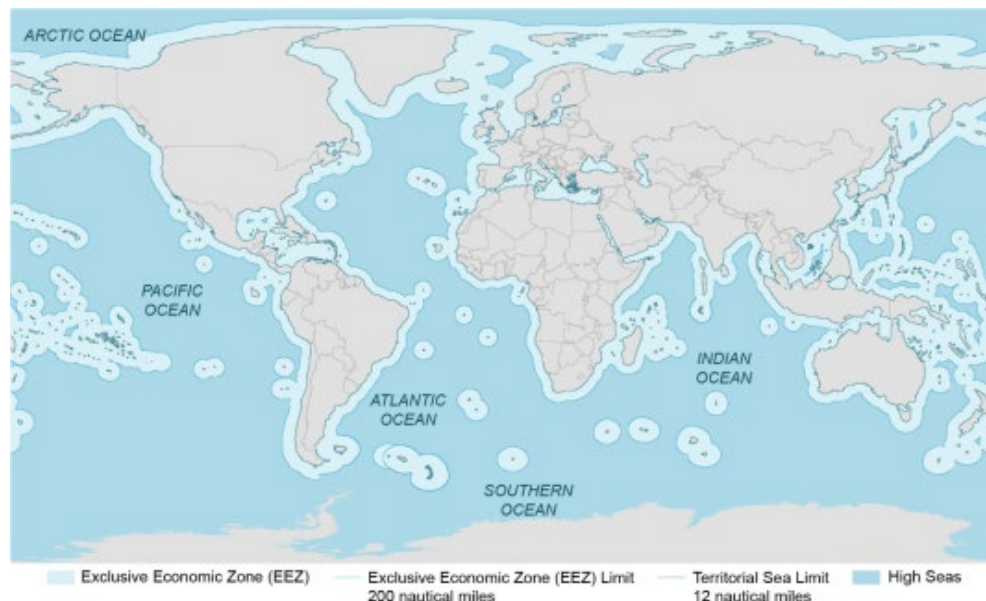 ARCTIC OCEAN
PACIFIC
OCEAN
ATLANTIC
OCEAN
INDIAN
OCEAN
SOUTHERN
OCEAN
Exclusive Economic Zone (EEZ)
Exclusive Economic Zone (EEZ) Limit
200 nautical miles
Territorial Sea Limit
12 nautical miles
High Seas